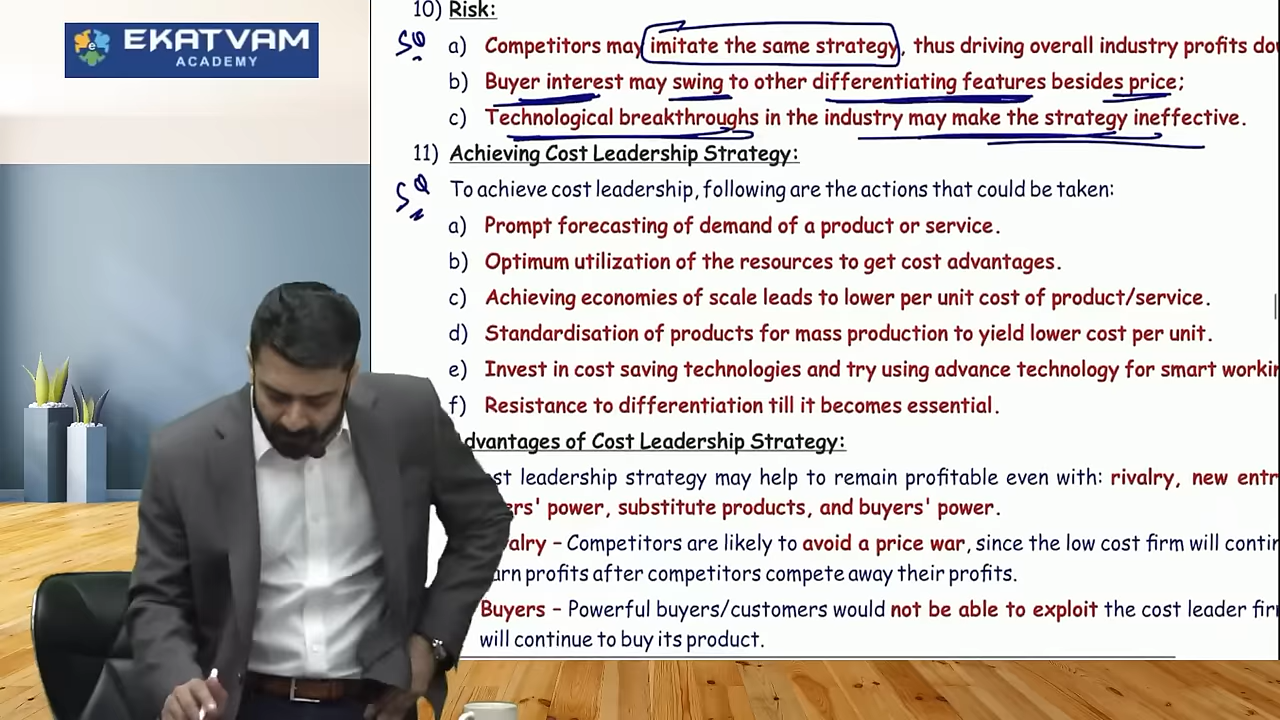 EKATVAM
ACADEMY
10) Risk:
a) Competitors may imitate the same strategy, thus driving overall industry profits
b) Buyer interest may swing to other differentiating features besides price;
c) Technological breakthroughs in the industry may make the strategy ineffective.
11) Achieving Cost Leadership Strategy:
To achieve cost leadership, following are the actions that could be taken:
a) Prompt forecasting of demand of a product or service.
b) Optimum utilization of the resources to get cost advantages.
c) Achieving economies of scale leads to lower per unit cost of product/service.
d) Standardisation of products for mass production to yield lower cost per unit.
e) Invest in cost saving technologies and try using advance technology for smart
f) Resistance to differentiation till it becomes essential.
dvantages of Cost Leadership Strategy:
st leadership strategy may help to remain profitable even with: rivalry, new
ers' power, substitute products, and buyers' power.
valry – Competitors are likely to avoid a price war, since the low cost firm will
arn profits after competitors compete away their profits.
Buyers – Powerful buyers/customers would not be able to exploit the cost leader
will continue to buy its product.